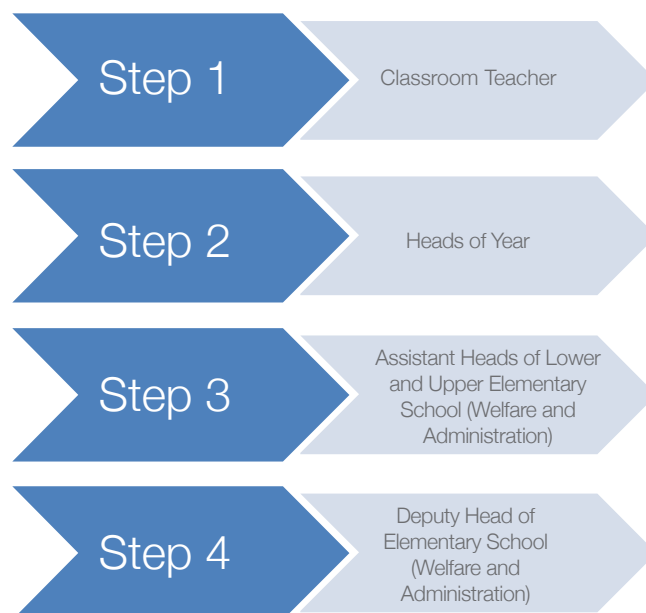 Step 1
Classroom Teacher
Step 2
Heads of Year
Step 3
Assistant Heads of Lower
and Upper Elementary
School (Welfare and
Administration)
Step 4
Deputy Head of
Elementary School
(Welfare and
Administration)